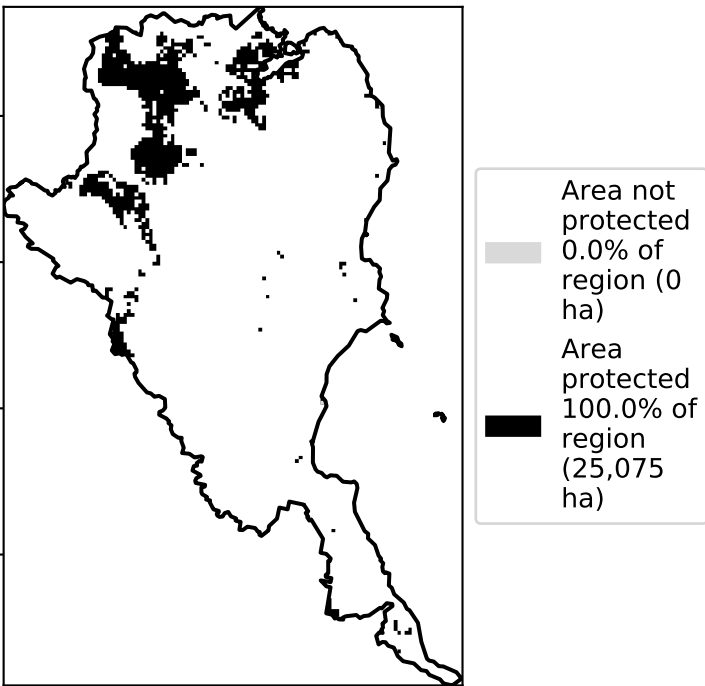 Area not
protected
0.0% of
region (0
ha)
Area
protected
100.0% of
region
(25,075
ha)